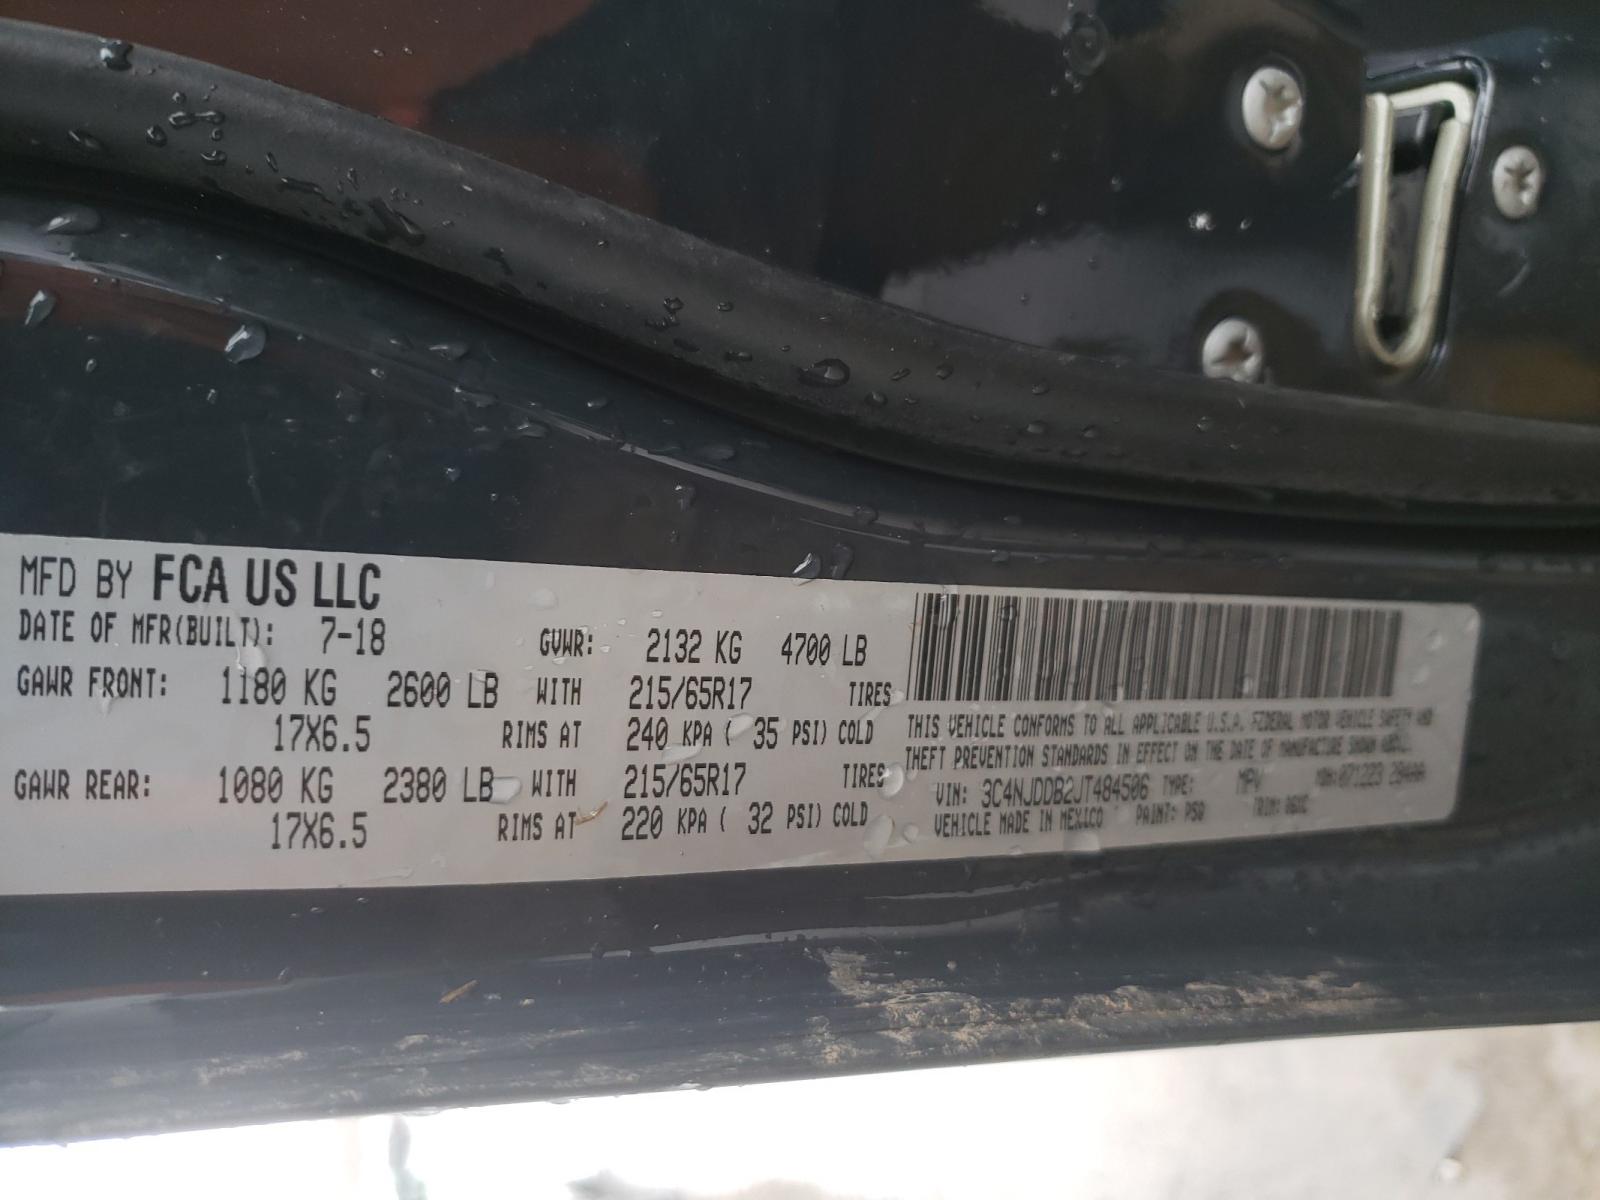 MFD BY FCA US LLC
DATE OF MFR(BUILT): 7-18 GVWR: 2132 KG 4700 LB
GAWR FRONT: 1180 KG 2600 LB WITH 215/65R17 TIRES
17X6.5 RIMS AT 240 KPA ( 35 PSI) COLD
GAWR REAR: 1080 KG 2380 LB WITH 215/65R17 TIRES
17X6.5 RIMS AT 220 KPA ( 32 PSI) COLD
THIS VEHICLE CONFORMS TO ALL APPLICABLE U.S.A. FEDERAL MOTOR VEHICLE SAFETY AND
THEFT PREVENTION STANDARDS IN EFFECT ON THE DATE OF MANUFACTURE SHOWN ABOVE.
VIN: 3C4NJDDB2JT484506 TYPE: MPV
VEHICLE MADE IN MEXICO PAINT: TRIM: